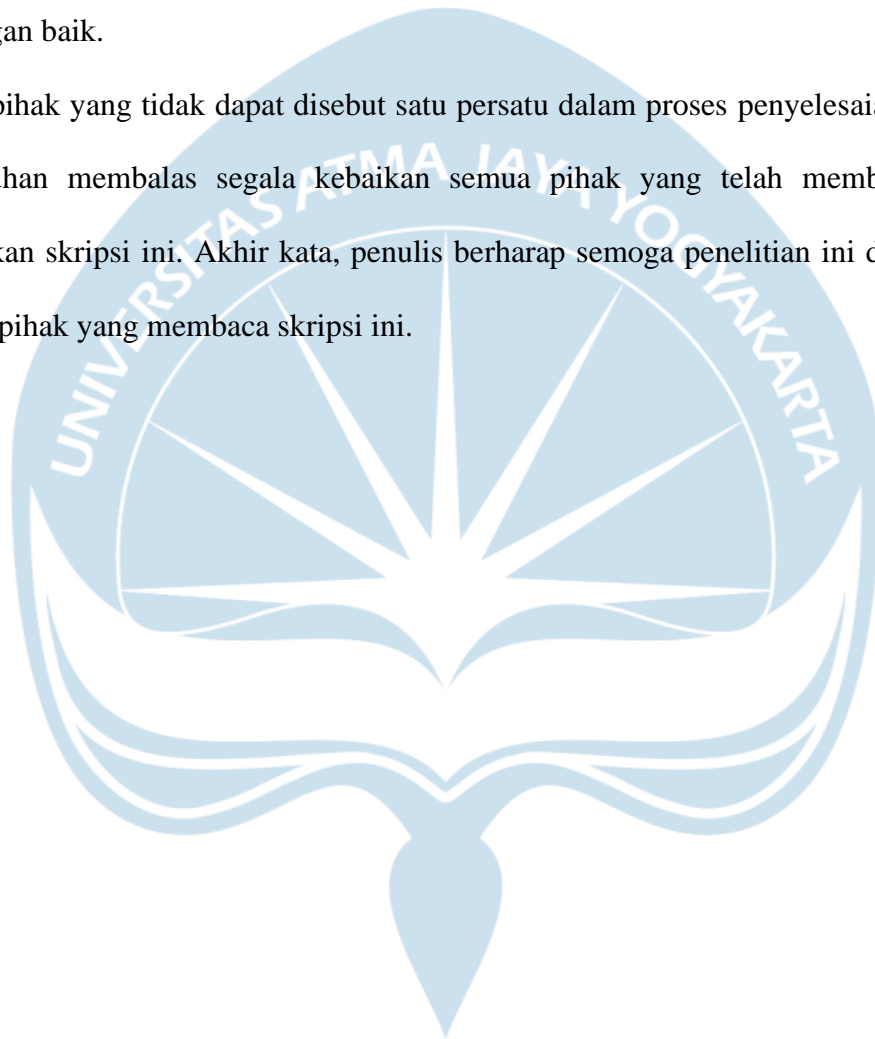 gan baik.
pihak yang tidak dapat disebut satu persatu dalam proses penyelesaia
han membalas segala kebaikan semua pihak yang telah memb
kan skripsi ini. Akhir kata, penulis berharap semoga penelitian ini d
pihak yang membaca skripsi ini.
UNIVERSITAS ATMA JAYA YOGYAKARTA